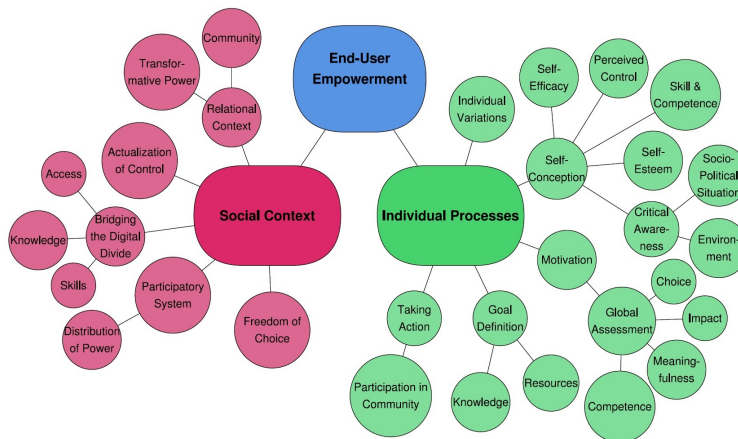 End-User
Empowerment
Community
Transfor-
mative Power
Relational
Context
Actualization
of Control
Access
Bridging
the Digital
Divide
Knowledge
Skills
Participatory
System
Distribution
of Power
Freedom of
Choice
Social Context
Individual Processes
Individual
Variations
Self-
Efficacy
Perceived
Control
Skill &
Competence
Self-
Conception
Self-
Esteem
Socio-
Political
Situation
Critical
Aware-
ness
Environ-
ment
Motivation
Choice
Global
Assessment
Impact
Meaning-
fulness
Competence
Taking
Action
Goal
Definition
Participation in
Community
Knowledge
Resources